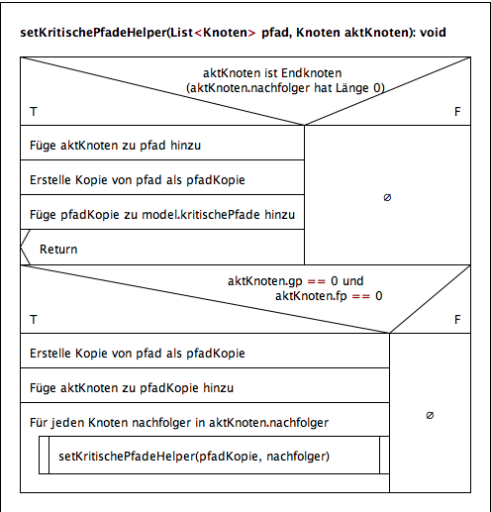 setKritischePfadeHelper(List<Knoten> pfad, Knoten aktKnoten): void
aktKnoten ist Endknoten
(aktKnoten.nachfolger hat Länge 0)
T
F
Füge aktKnoten zu pfad hinzu
Erstelle Kopie von pfad als pfadKopie
Füge pfadKopie zu model.kritischePfade hinzu
Return
∅
aktKnoten.gp == 0 und
aktKnoten.fp == 0
T
F
Erstelle Kopie von pfad als pfadKopie
Füge aktKnoten zu pfadKopie hinzu
Für jeden Knoten nachfolger in aktKnoten.nachfolger
setKritischePfadeHelper(pfadKopie, nachfolger)
∅